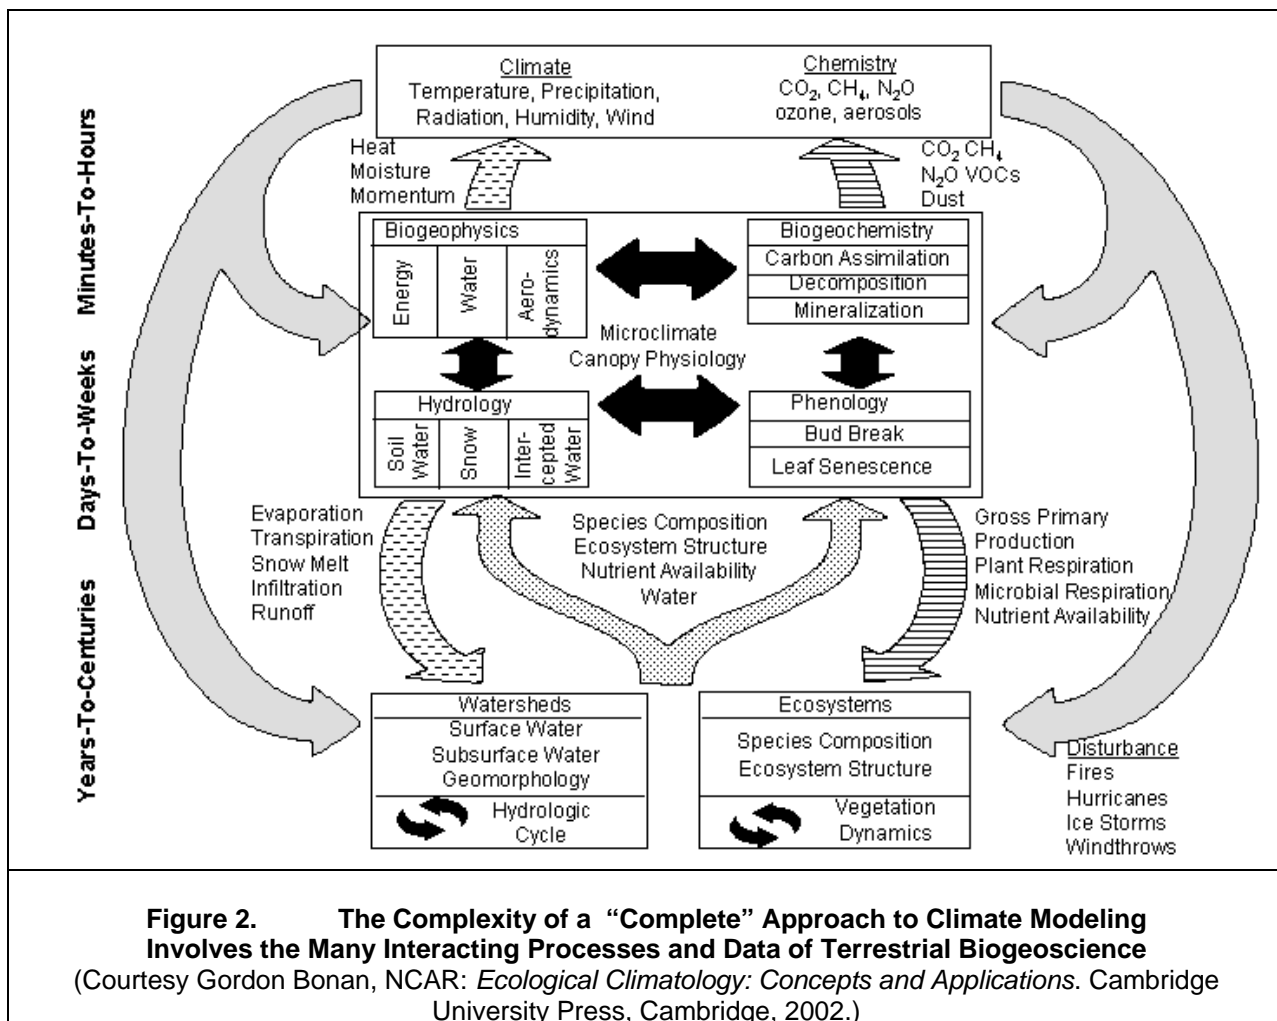 Climate
Temperature, Precipitation,
Radiation, Humidity, Wind
Chemistry
CO₂, CH₄, N₂O
ozone, aerosols
Minutes-To-Hours
Days-To-Weeks
Years-To-Centuries
Heat
Moisture
Momentum
CO₂ CH₄
N₂O VOCs
Dust
Biogeophysics
Energy
Water
Aero-
dynamics
Biogeochemistry
Carbon Assimilation
Decomposition
Mineralization
Microclimate
Canopy Physiology
Hydrology
Soil
Water
Snow
Inter-
cepted
Water
Phenology
Bud Break
Leaf Senescence
Evaporation
Transpiration
Snow Melt
Infiltration
Runoff
Species Composition
Ecosystem Structure
Nutrient Availability
Water
Gross Primary
Production
Plant Respiration
Microbial Respiration
Nutrient Availability
Watersheds
Surface Water
Subsurface Water
Geomorphology
Hydrologic
Cycle
Ecosystems
Species Composition
Ecosystem Structure
Vegetation
Dynamics
Disturbance
Fires
Hurricanes
Ice Storms
Windthrows
Figure 2. The Complexity of a “Complete” Approach to Climate Modeling
Involves the Many Interacting Processes and Data of Terrestrial Biogeoscience
(Courtesy Gordon Bonan, NCAR: Ecological Climatology: Concepts and Applications. Cambridge
University Press, Cambridge, 2002.)